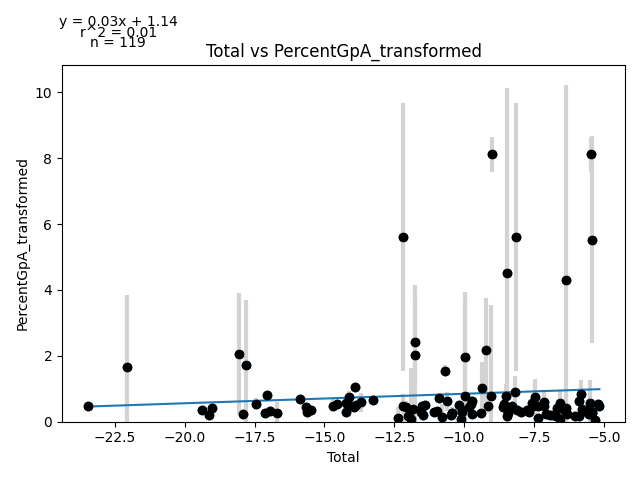 y = 0.03x + 1.14
r^2 = 0.01
n = 119
Total vs PercentGpA_transformed
10
8
6
4
2
0
PercentGpA_transformed
−22.5 −20.0 −17.5 −15.0 −12.5 −10.0 −7.5 −5.0
Total